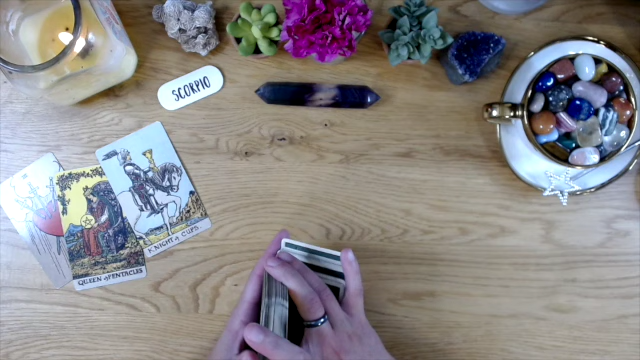 SCORPIO
KNIGHT of CUPS.
QUEEN of PENTACLES